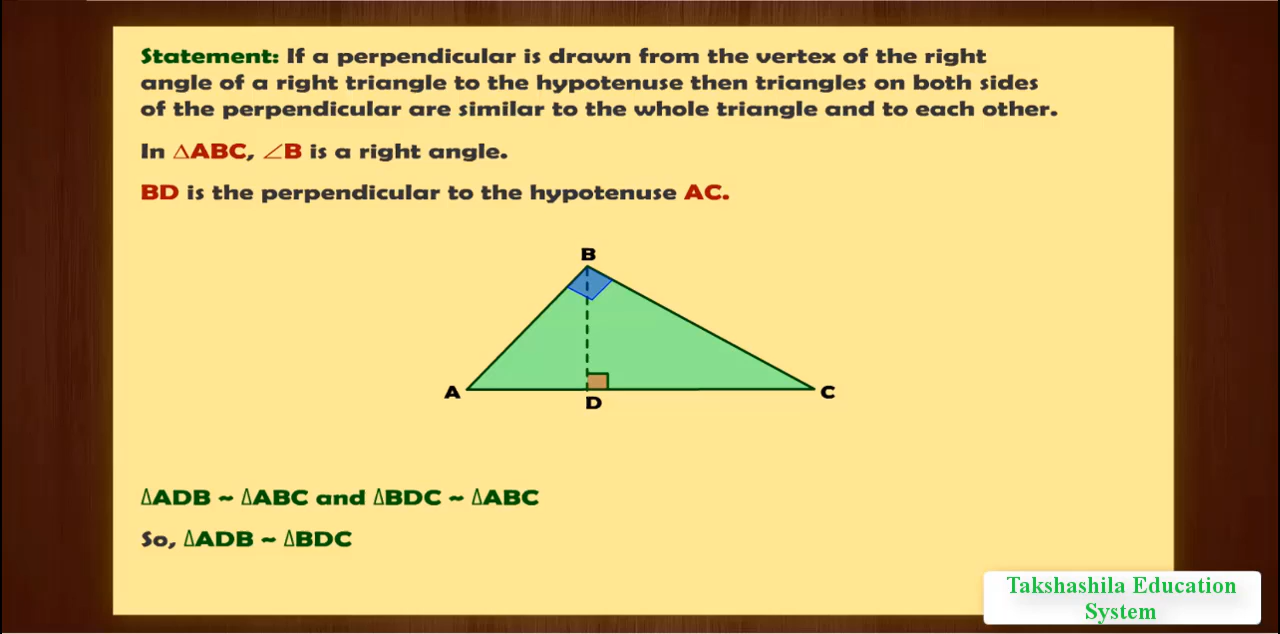 Statement: If a perpendicular is drawn from the vertex of the right
angle of a right triangle to the hypotenuse then triangles on both sides
of the perpendicular are similar to the whole triangle and to each other.
In △ABC, ∠B is a right angle.
BD is the perpendicular to the hypotenuse AC.
B
A
C
D
∆ADB ~ ∆ABC and ∆BDC ~ ∆ABC
So, ∆ADB ~ ∆BDC
Takshashila Education
System